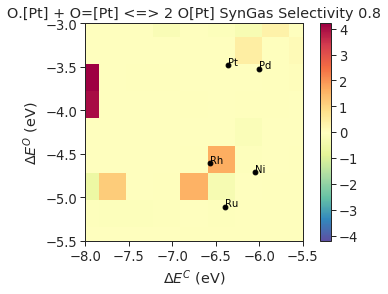 O.[Pt] + O=[Pt] <=> 2 O[Pt] SynGas Selectivity 0.8
−3.0
−3.5
−4.0
−4.5
−5.0
−5.5
ΔE^O (eV)
Pt
Pd
Rh
Ni
Ru
−8.0 −7.5 −7.0 −6.5 −6.0 −5.5
ΔE^C (eV)
4
3
2
1
0
−1
−2
−3
−4